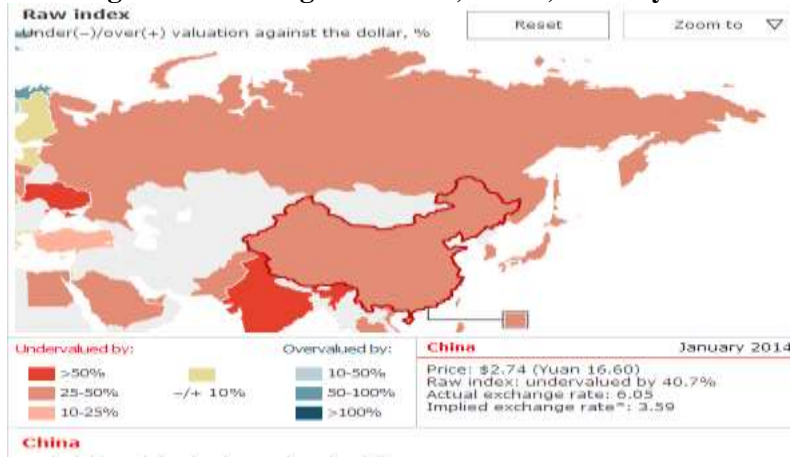 Raw index
Under(−)/over(+) valuation against the dollar, %
Reset
Zoom to
Undervalued by:
>50%
25-50%
10-25%
−/+ 10%
Overvalued by:
10-50%
50-100%
>100%
China
January 2014
Price: $2.74 (Yuan 16.60)
Raw index: undervalued by 40.7%
Actual exchange rate: 6.05
Implied exchange rate*: 3.59
China